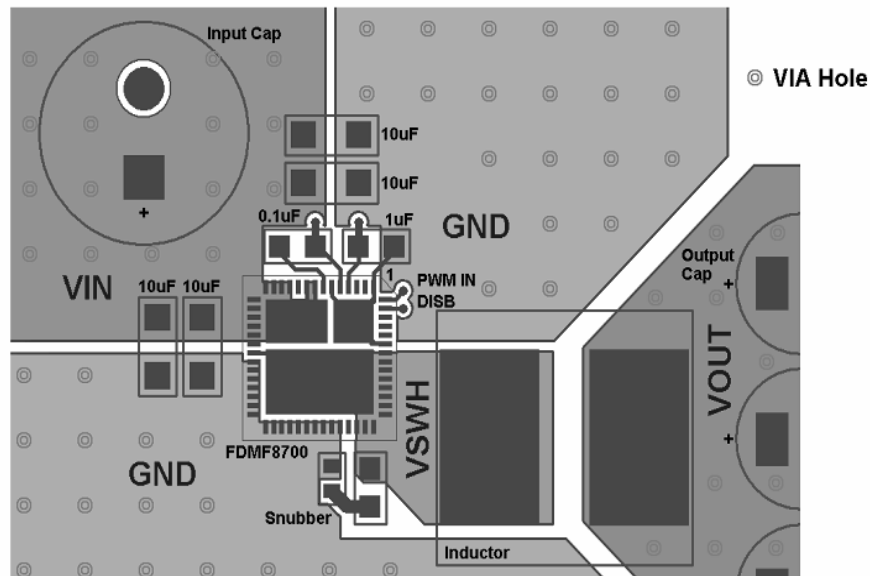 Input Cap
VIA Hole
10uF
10uF
0.1uF
1uF
GND
+
VIN
10uF 10uF
1
PWM IN
DISB
Output
Cap
+
VOUT
VSWH
+
FDMF8700
GND
Snubber
Inductor